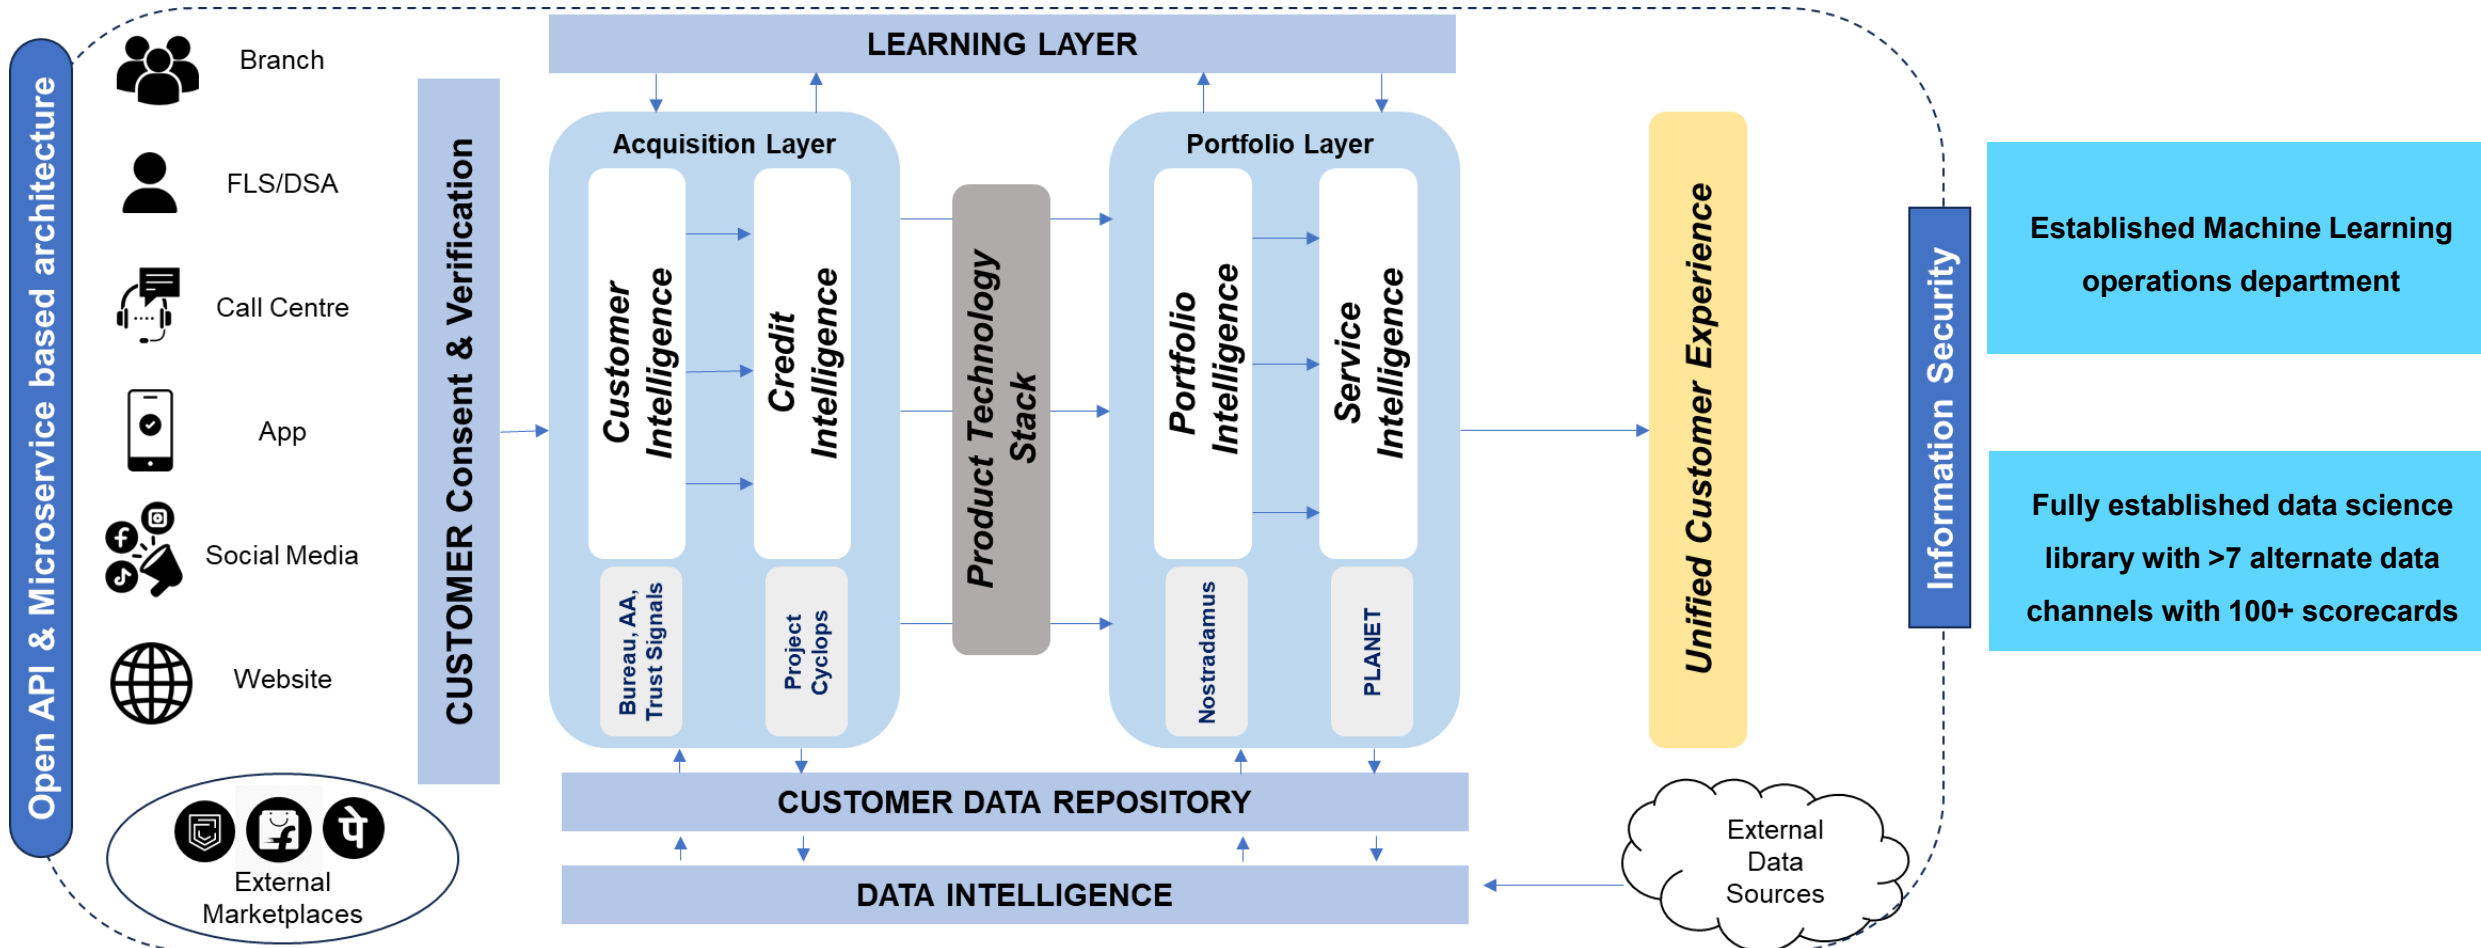 Open API & Microservice based architecture
Branch
FLS/DSA
Call Centre
App
Social Media
Website
पे
External
Marketplaces
CUSTOMER Consent & Verification
LEARNING LAYER
Acquisition Layer
Customer
Intelligence
Credit
Intelligence
Bureau, AA,
Trust Signals
Project
Cyclops
Product Technology
Stack
Portfolio Layer
Portfolio
Intelligence
Service
Intelligence
Nostradamus
PLANET
CUSTOMER DATA REPOSITORY
DATA INTELLIGENCE
Unified Customer Experience
External
Data
Sources
Information Security
Established Machine Learning
operations department
Fully established data science
library with >7 alternate data
channels with 100+ scorecards